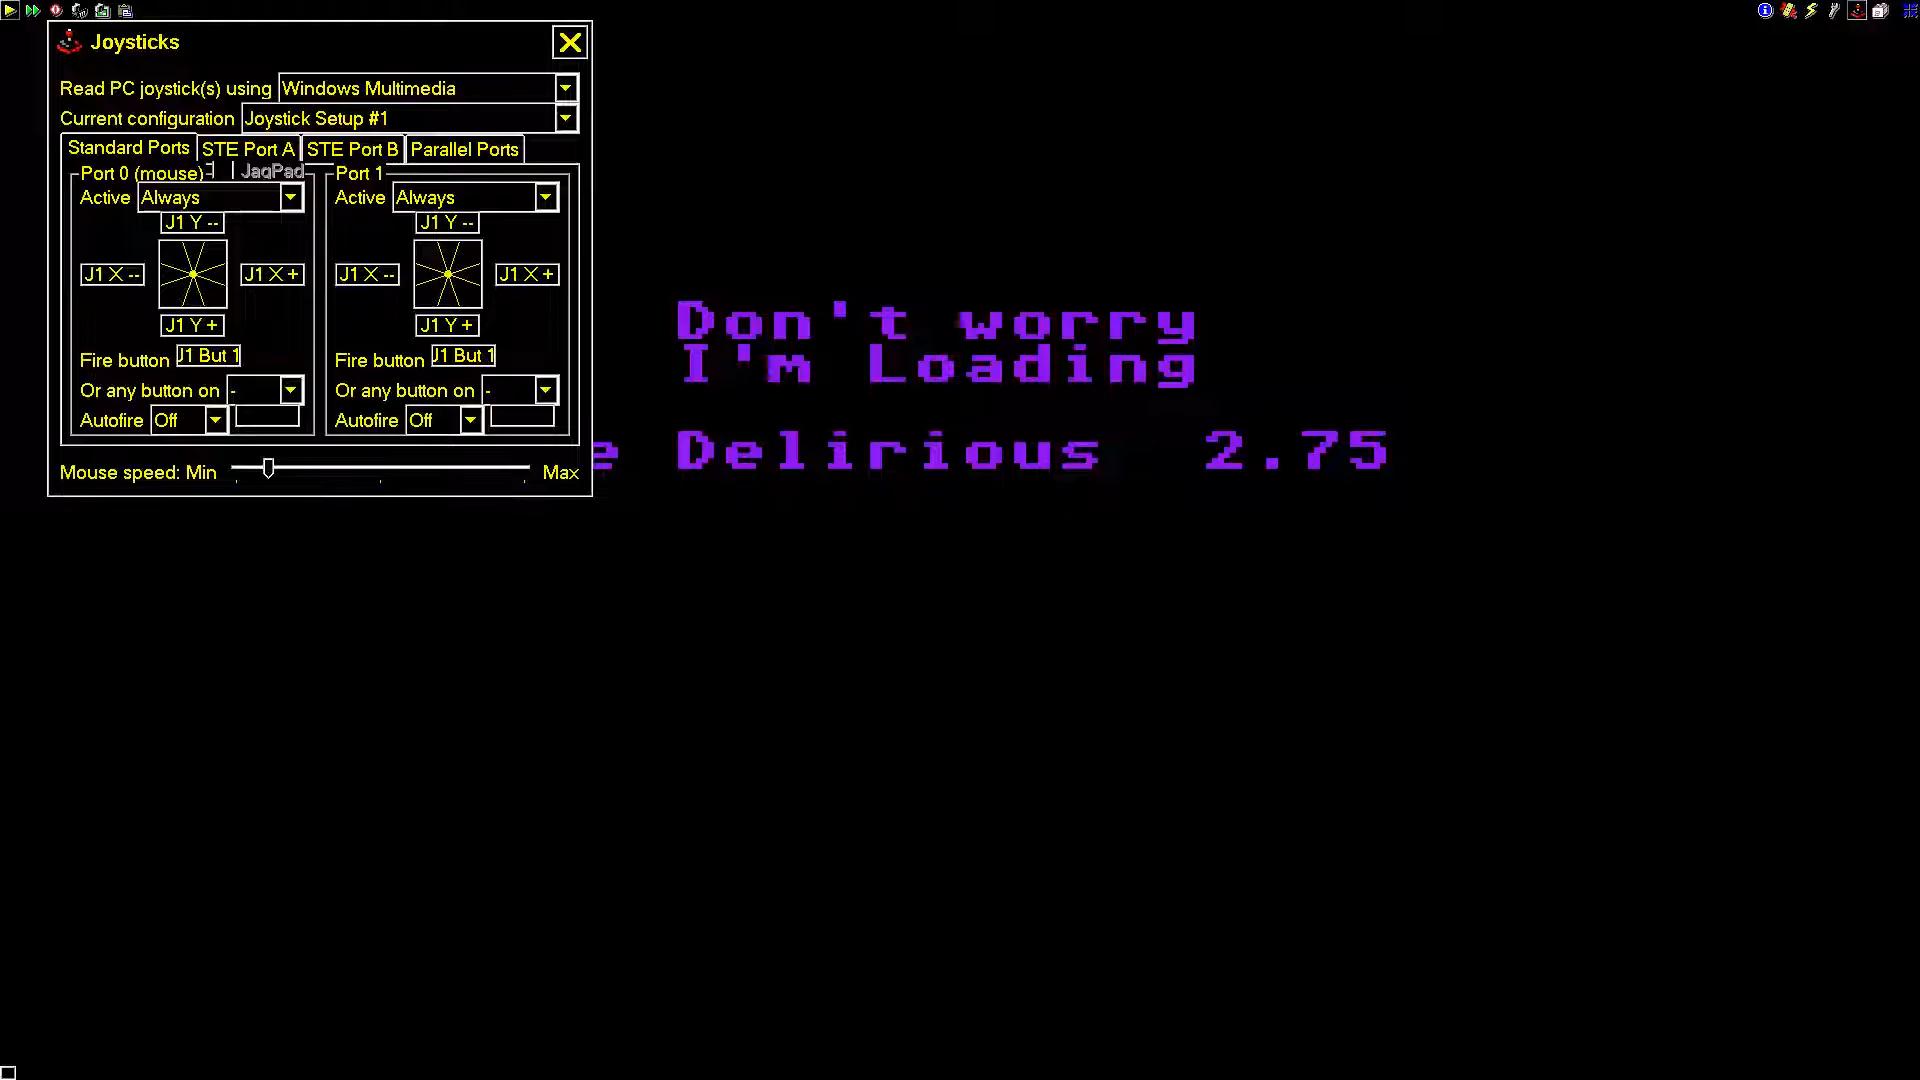 Joysticks
Read PC joystick(s) using Windows Multimedia
Current configuration Joystick Setup #1
Standard Ports STE Port A STE Port B Parallel Ports
Port 0 (mouse) JagPad Port 1
Active Always Active Always
J1 Y -- J1 Y --
J1 X -- J1 X + J1 X -- J1 X +
J1 Y + J1 Y +
Fire button J1 But 1 Fire button J1 But 1
Or any button on - Or any button on -
Autofire Off Autofire Off
Mouse speed: Min Max
Don't worry
I'm Loading
e Delirious 2.75